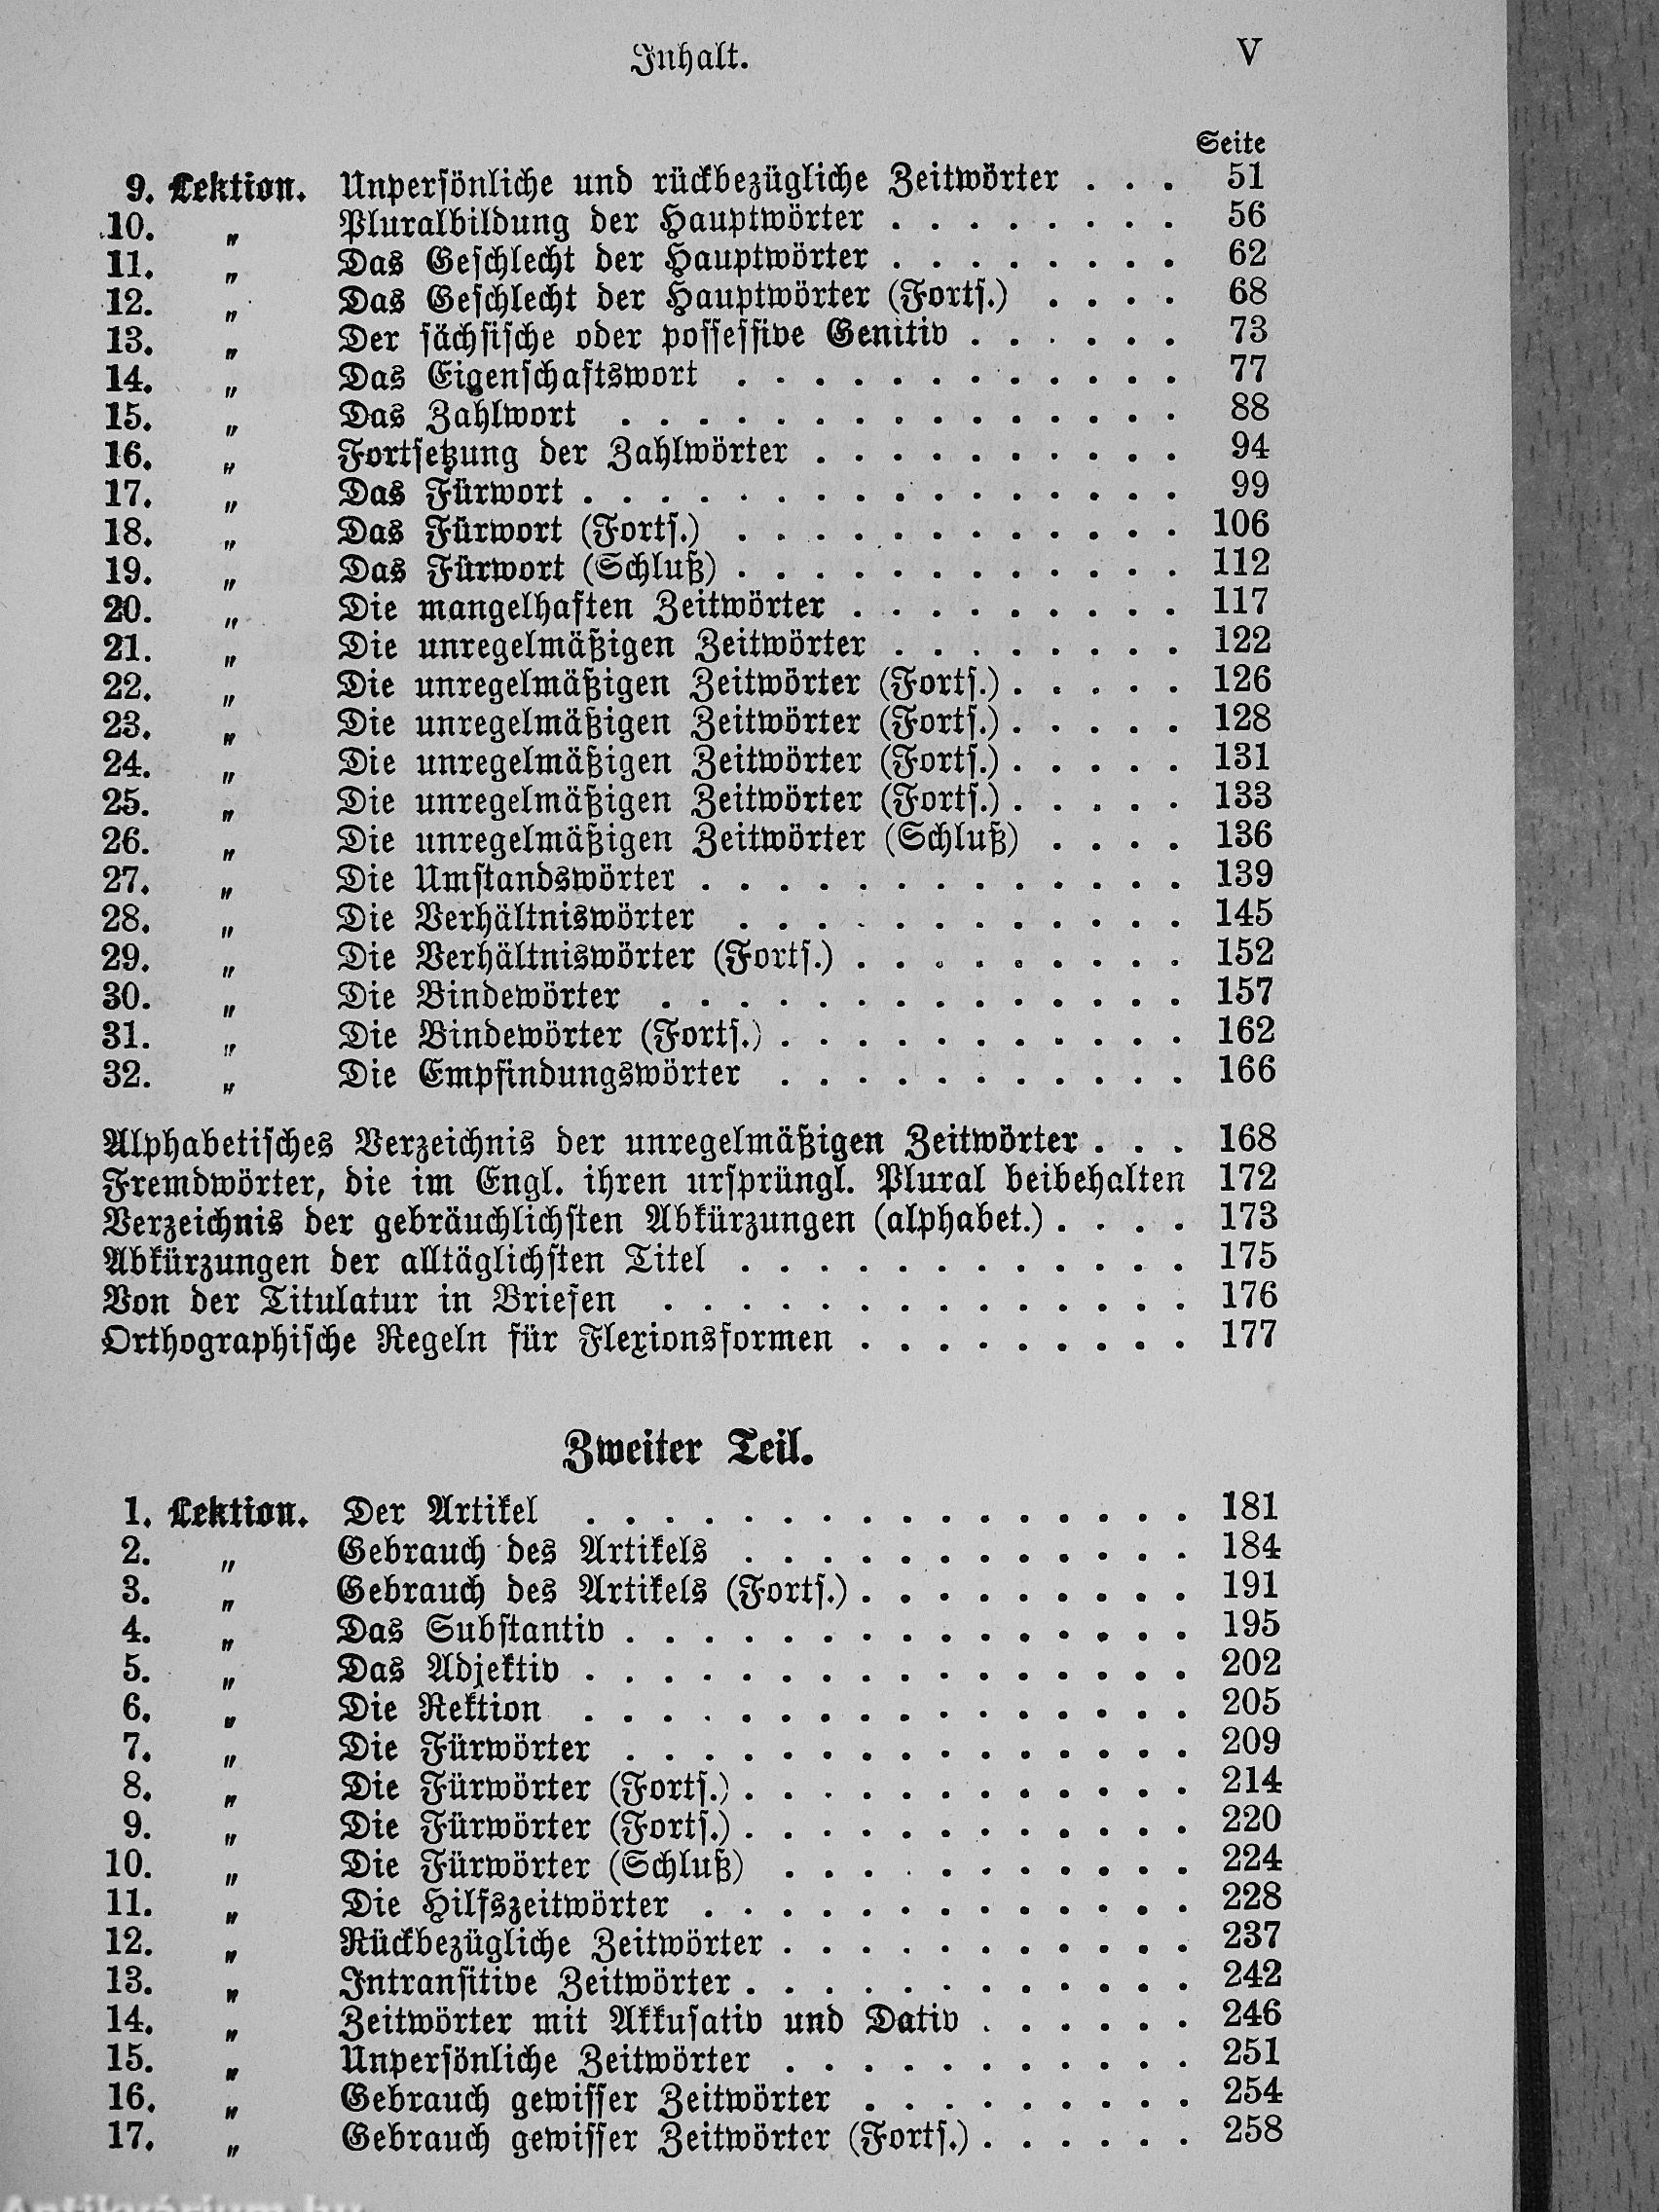 Inhalt. V
Seite
9. Lektion. Unpersönliche und rückbezügliche Zeitwörter . . . 51
10. „ Pluralbildung der Hauptwörter . . . . . . . . 56
11. „ Das Geschlecht der Hauptwörter . . . . . . . . 62
12. „ Das Geschlecht der Hauptwörter (Forts.) . . . . 68
13. „ Der sächsische oder possessive Genitiv . . . . . . 73
14. „ Das Eigenschaftswort . . . . . . . . . . . . 77
15. „ Das Zahlwort . . . . . . . . . . . . . . . 88
16. „ Fortsetzung der Zahlwörter . . . . . . . . . . 94
17. „ Das Fürwort . . . . . . . . . . . . . . . . 99
18. „ Das Fürwort (Forts.) . . . . . . . . . . . . 106
19. „ Das Fürwort (Schluß) . . . . . . . . . . . . 112
20. „ Die mangelhaften Zeitwörter . . . . . . . . . 117
21. „ Die unregelmäßigen Zeitwörter . . . . . . . . 122
22. „ Die unregelmäßigen Zeitwörter (Forts.) . . . . . 126
23. „ Die unregelmäßigen Zeitwörter (Forts.) . . . . . 128
24. „ Die unregelmäßigen Zeitwörter (Forts.) . . . . . 131
25. „ Die unregelmäßigen Zeitwörter (Forts.) . . . . . 133
26. „ Die unregelmäßigen Zeitwörter (Schluß) . . . . 136
27. „ Die Umstandswörter . . . . . . . . . . . . . 139
28. „ Die Verhältniswörter . . . . . . . . . . . . 145
29. „ Die Verhältniswörter (Forts.) . . . . . . . . . 152
30. „ Die Bindewörter . . . . . . . . . . . . . . 157
31. „ Die Bindewörter (Forts.) . . . . . . . . . . . 162
32. „ Die Empfindungswörter . . . . . . . . . . . 166
Alphabetisches Verzeichnis der unregelmäßigen Zeitwörter . . . 168
Fremdwörter, die im Engl. ihren ursprüngl. Plural beibehalten 172
Verzeichnis der gebräuchlichsten Abkürzungen (alphabet.) . . . . 173
Abkürzungen der alltäglichsten Titel . . . . . . . . . . . . 175
Von der Titulatur in Briefen . . . . . . . . . . . . . . 176
Orthographische Regeln für Flexionsformen . . . . . . . . . 177
Zweiter Teil.
1. Lektion. Der Artikel . . . . . . . . . . . . . . . . 181
2. „ Gebrauch des Artikels . . . . . . . . . . . . 184
3. „ Gebrauch des Artikels (Forts.) . . . . . . . . . 191
4. „ Das Substantiv . . . . . . . . . . . . . . . 195
5. „ Das Adjektiv . . . . . . . . . . . . . . . . 202
6. „ Die Rektion . . . . . . . . . . . . . . . . 205
7. „ Die Fürwörter . . . . . . . . . . . . . . . 209
8. „ Die Fürwörter (Forts.) . . . . . . . . . . . . 214
9. „ Die Fürwörter (Forts.) . . . . . . . . . . . . 220
10. „ Die Fürwörter (Schluß) . . . . . . . . . . . 224
11. „ Die Hilfszeitwörter . . . . . . . . . . . . . 228
12. „ Rückbezügliche Zeitwörter . . . . . . . . . . . 237
13. „ Intransitive Zeitwörter . . . . . . . . . . . . 242
14. „ Zeitwörter mit Akkusativ und Dativ . . . . . . 246
15. „ Unpersönliche Zeitwörter . . . . . . . . . . . 251
16. „ Gebrauch gewisser Zeitwörter . . . . . . . . . 254
17. „ Gebrauch gewisser Zeitwörter (Forts.) . . . . . . 258